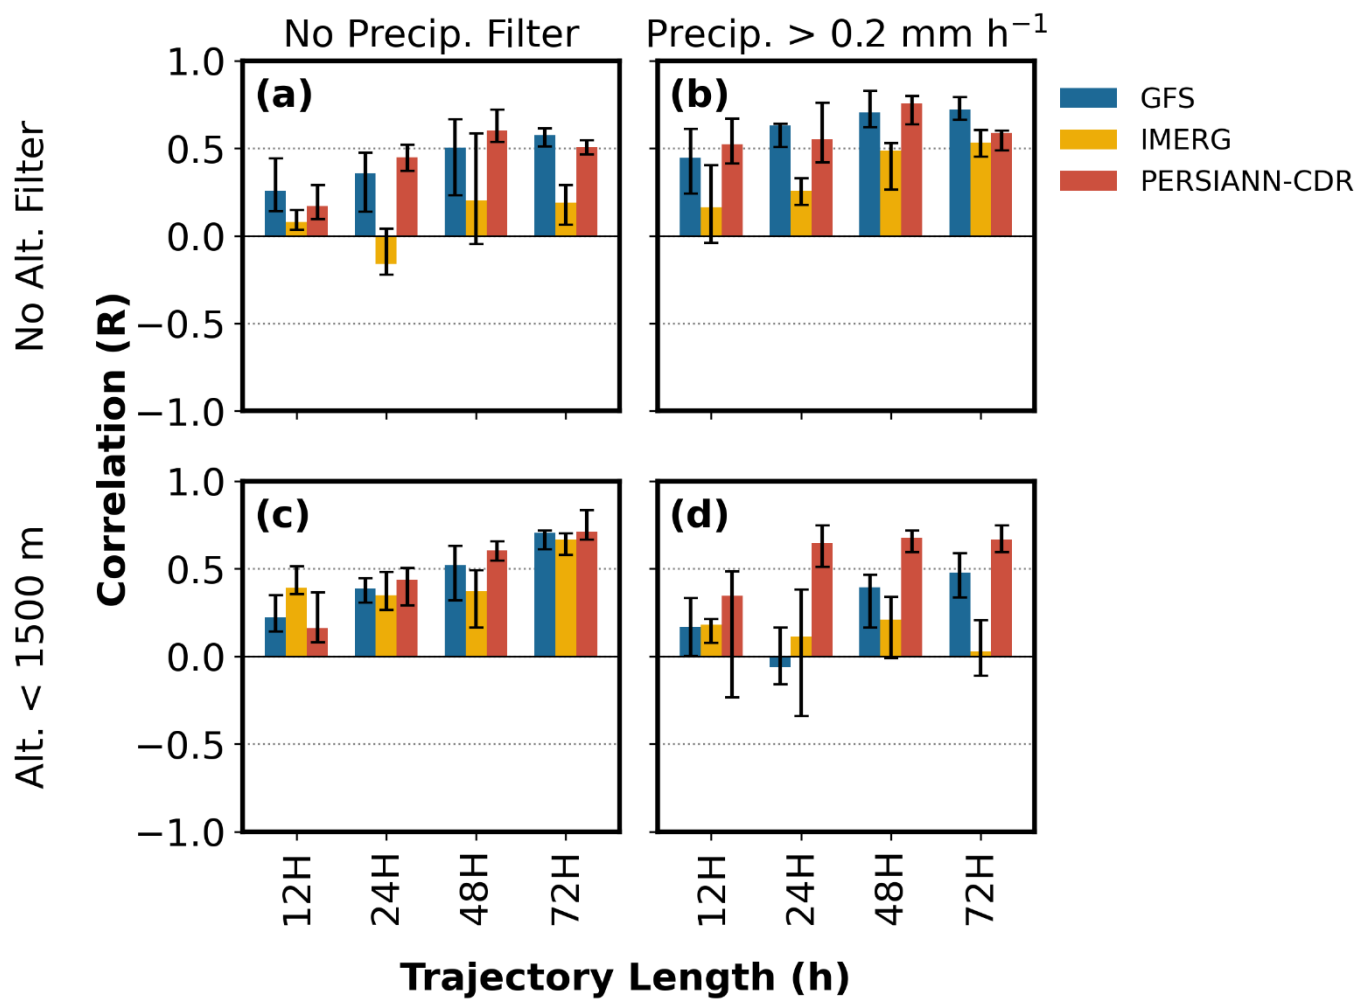 No Precip. Filter
Precip. > 0.2 mm h⁻¹
No Alt. Filter
Alt. < 1500 m
Correlation (R)
1.0
0.5
0.0
−0.5
−1.0
(a)
(b)
GFS
IMERG
PERSIANN-CDR
1.0
0.5
0.0
−0.5
−1.0
(c)
(d)
12H
24H
48H
72H
12H
24H
48H
72H
Trajectory Length (h)